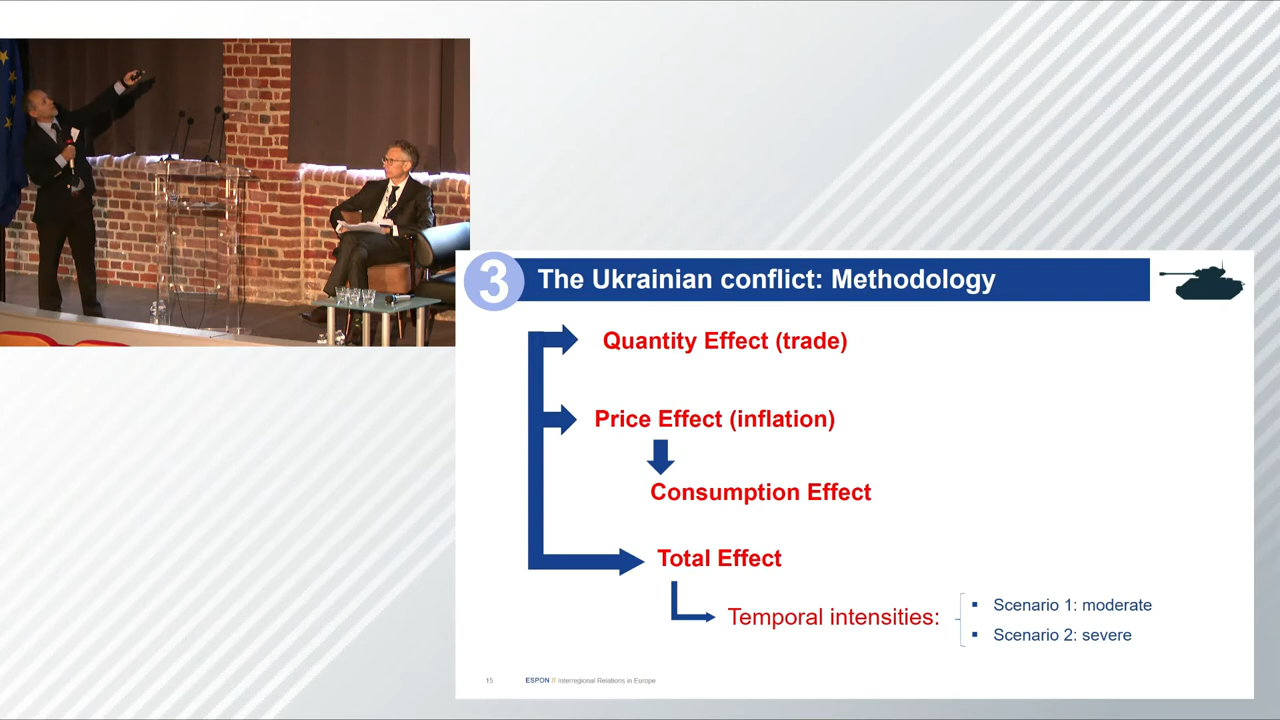 3
The Ukrainian conflict: Methodology
Quantity Effect (trade)
Price Effect (inflation)
Consumption Effect
Total Effect
Temporal intensities:
▪ Scenario 1: moderate
▪ Scenario 2: severe
15
ESPON // Interregional Relations in Europe